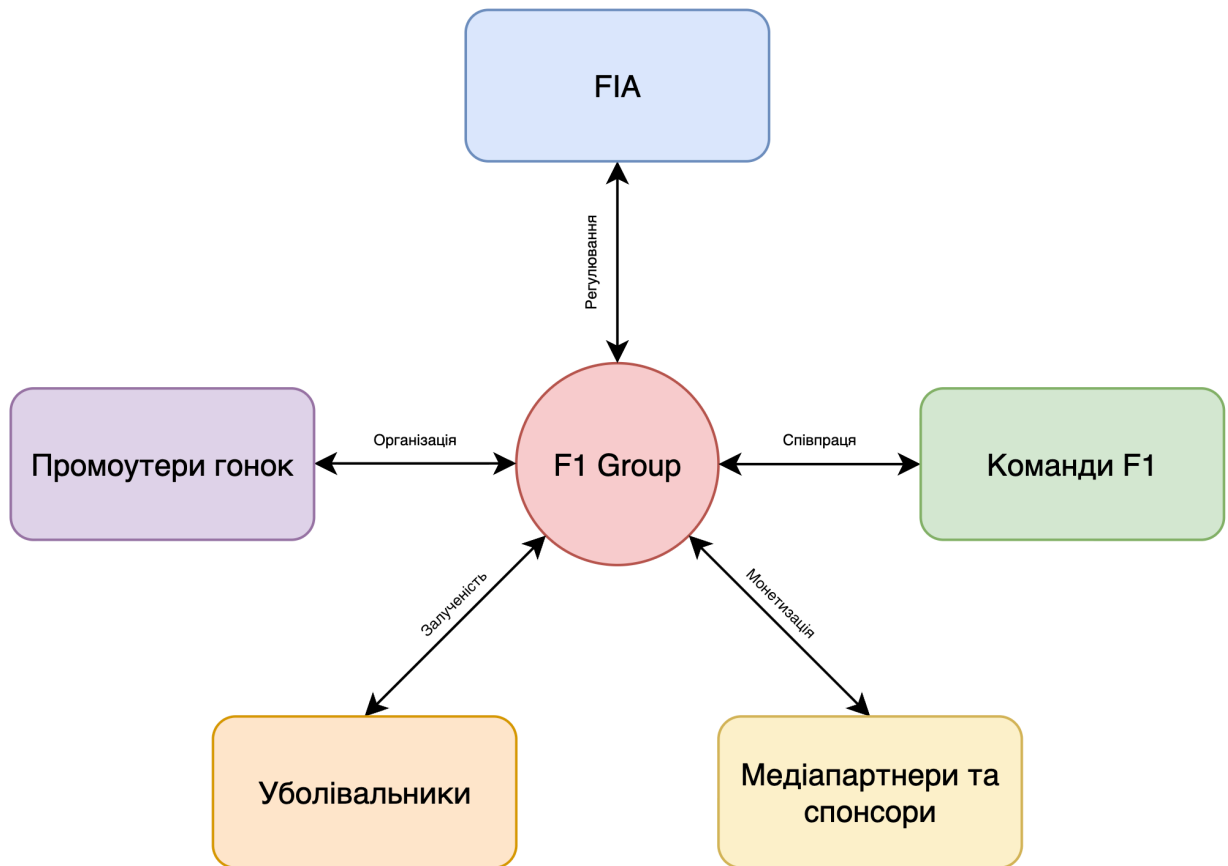 FIA
Регулювання
Промоутери гонок
Організація
F1 Group
Співпраця
Команди F1
Залученість
Монетизація
Уболівальники
Медіапартнери та
спонсори